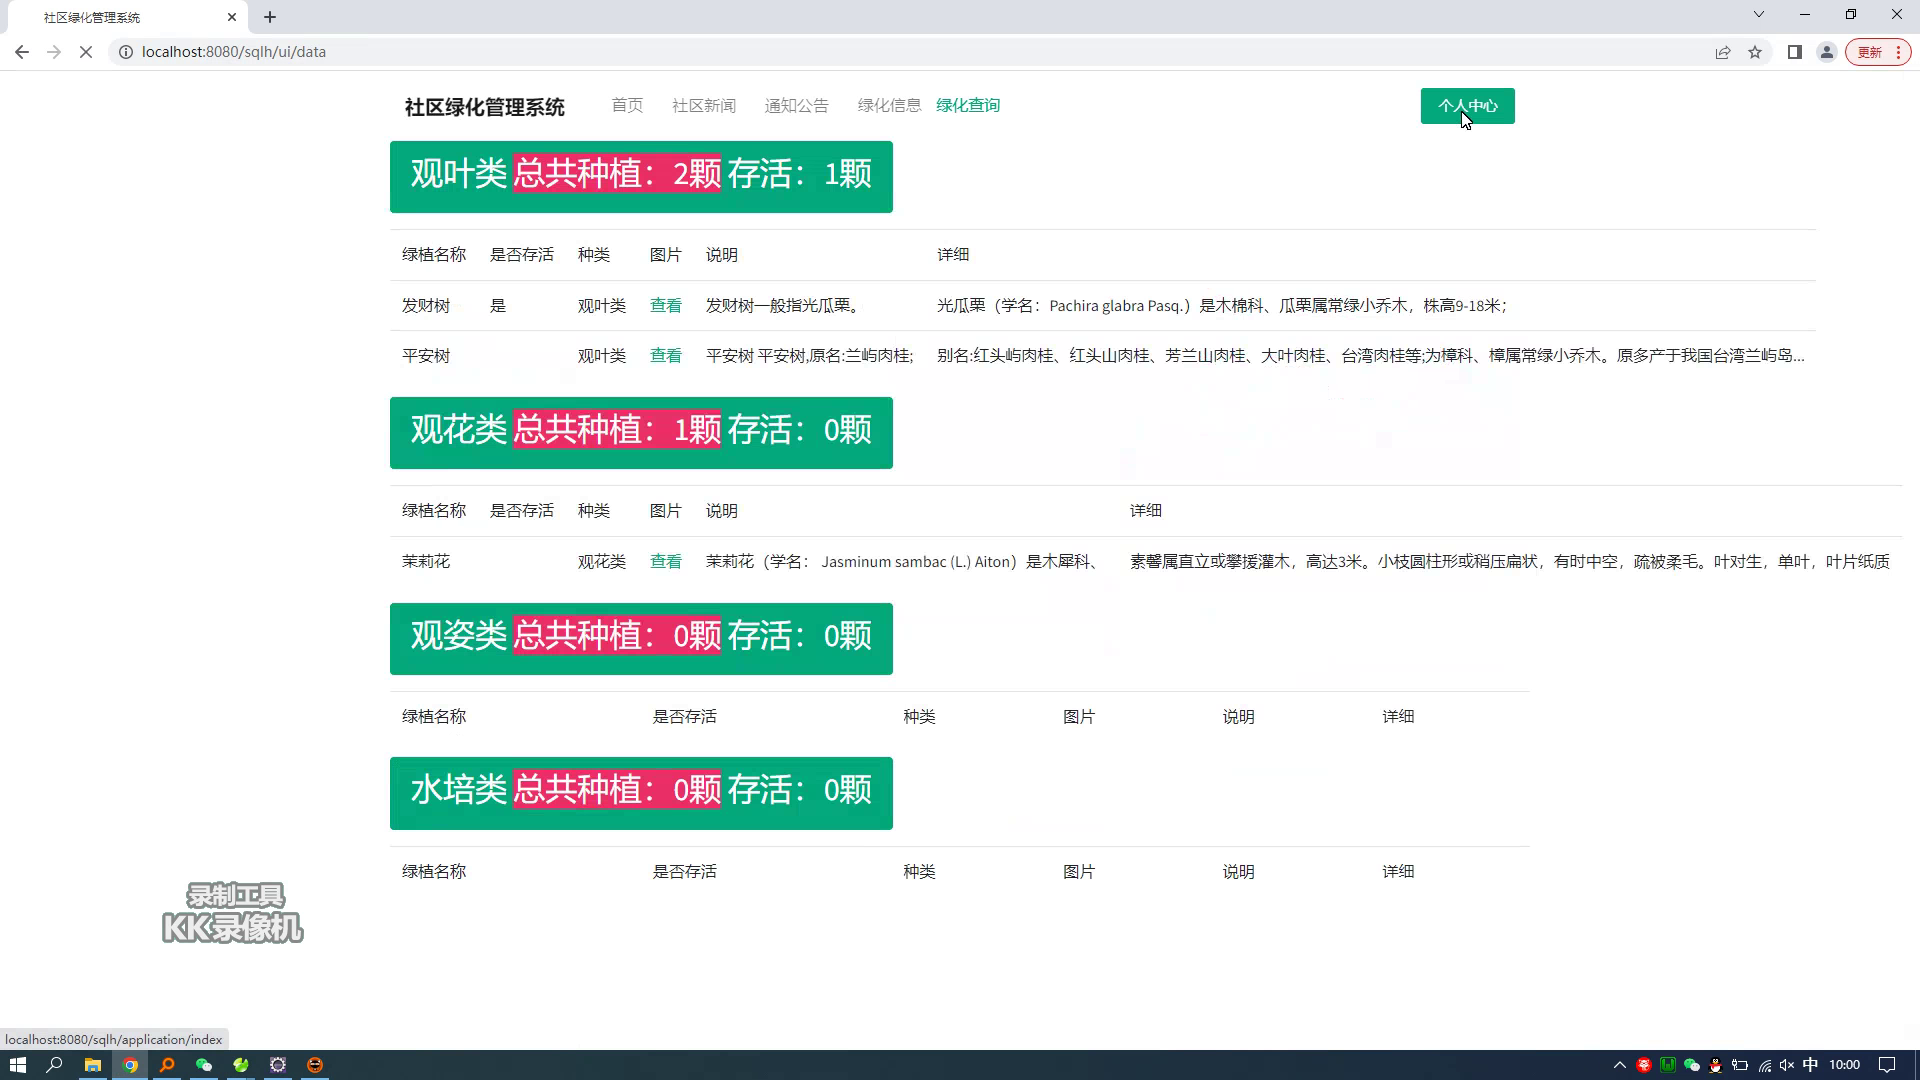 社区绿化管理系统
localhost:8080/sqlh/ui/data
更新
社区绿化管理系统 首页 社区新闻 通知公告 绿化信息 绿化查询 个人中心
观叶类 总共种植：2颗 存活：1颗
绿植名称 是否存活 种类 图片 说明 详细
发财树 是 观叶类 查看 发财树一般指光瓜栗。 光瓜栗（学名：Pachira glabra Pasq.）是木棉科、瓜栗属常绿小乔木，株高9-18米；
平安树 观叶类 查看 平安树 平安树,原名:兰屿肉桂; 别名:红头屿肉桂、红头山肉桂、芳兰山肉桂、大叶肉桂、台湾肉桂等;为樟科、樟属常绿小乔木。原多产于我国台湾兰屿岛...
观花类 总共种植：1颗 存活：0颗
绿植名称 是否存活 种类 图片 说明 详细
茉莉花 观花类 查看 茉莉花（学名： Jasminum sambac (L.) Aiton）是木犀科、 素馨属直立或攀援灌木，高达3米。小枝圆柱形或稍压扁状，有时中空，疏被柔毛。叶对生，单叶，叶片纸质
观姿类 总共种植：0颗 存活：0颗
绿植名称 是否存活 种类 图片 说明 详细
水培类 总共种植：0颗 存活：0颗
绿植名称 是否存活 种类 图片 说明 详细
录制工具
KK录像机
localhost:8080/sqlh/application/index
中 10:00